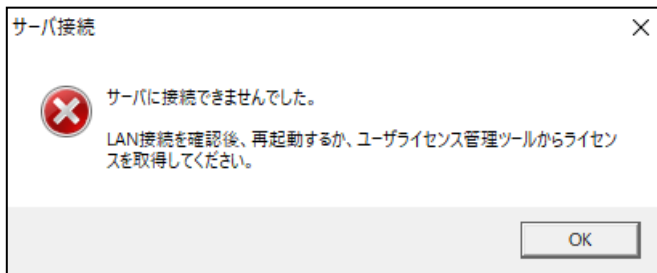 サーバ接続
サーバに接続できませんでした。
LAN接続を確認後、再起動するか、ユーザライセンス管理ツールからライセン
スを取得してください。
OK